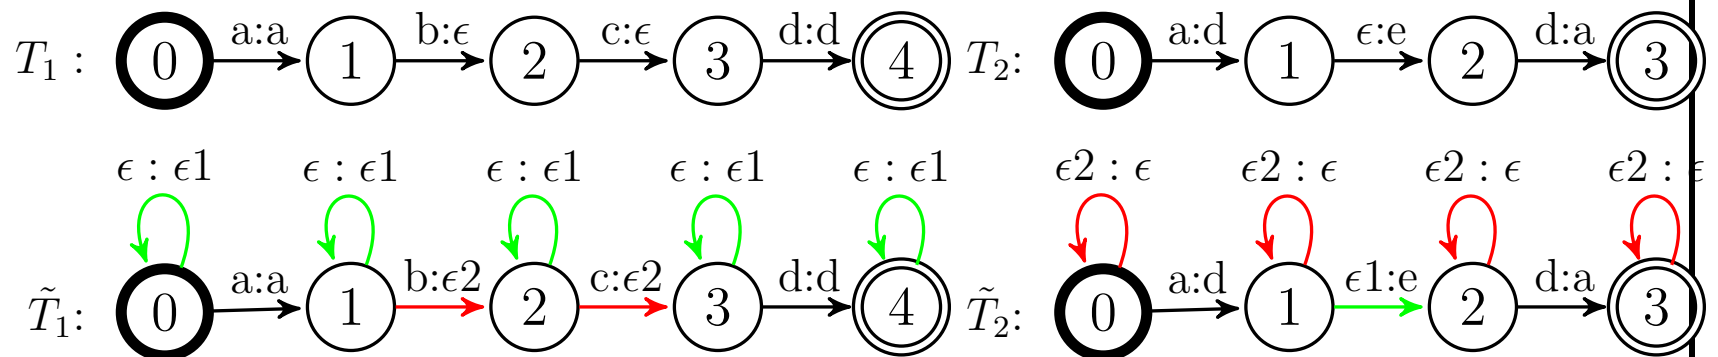 T₁ : 0 a:a 1 b:ϵ 2 c:ϵ 3 d:d 4 T₂: 0 a:d 1 ϵ:e 2 d:a 3
ϵ : ϵ1 ϵ : ϵ1 ϵ : ϵ1 ϵ : ϵ1 ϵ : ϵ1 ϵ2 : ϵ ϵ2 : ϵ ϵ2 : ϵ ϵ2 : ϵ
T̃₁: 0 a:a 1 b:ϵ2 2 c:ϵ2 3 d:d 4 T̃₂: 0 a:d 1 ϵ1:e 2 d:a 3